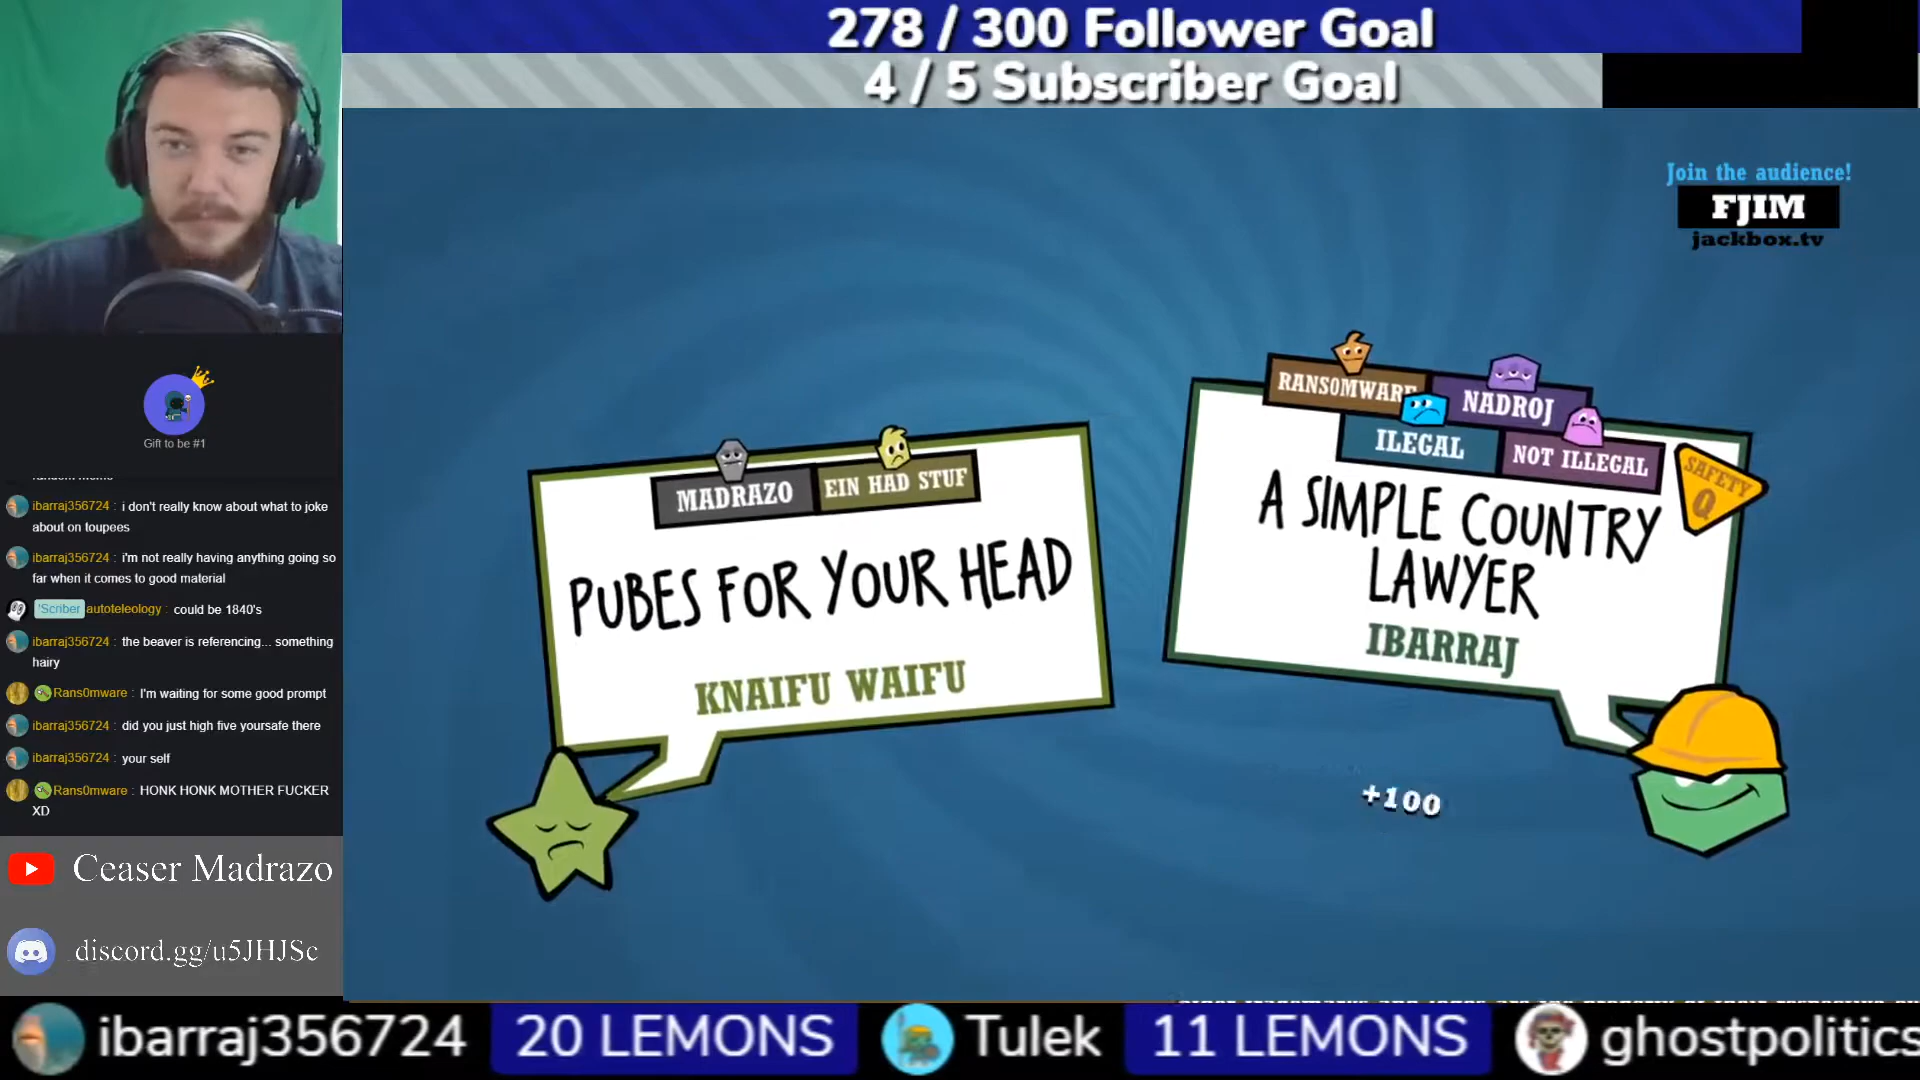 278 / 300 Follower Goal
4 / 5 Subscriber Goal
Join the audience!
FJIM
jackbox.tv
Gift to be #1
ibarraj356724 : i don't really know about what to joke
about on toupees
ibarraj356724 : i'm not really having anything going so
far when it comes to good material
'Scriber autoteleology : could be 1840's
ibarraj356724 : the beaver is referencing... something
hairy
Rans0mware : I'm waiting for some good prompt
ibarraj356724 : did you just high five yoursafe there
ibarraj356724 : your self
Rans0mware : HONK HONK MOTHER FUCKER
XD
MADRAZO
EIN HAD STUF
PUBES FOR YOUR HEAD
KNAIFU WAIFU
RANSOMWARE
NADROJ
ILEGAL
NOT ILLEGAL
SAFETY
Q
A SIMPLE COUNTRY
LAWYER
IBARRAJ
+100
Ceaser Madrazo
discord.gg/u5JHJSc
ibarraj356724 20 LEMONS Tulek 11 LEMONS ghostpolitics